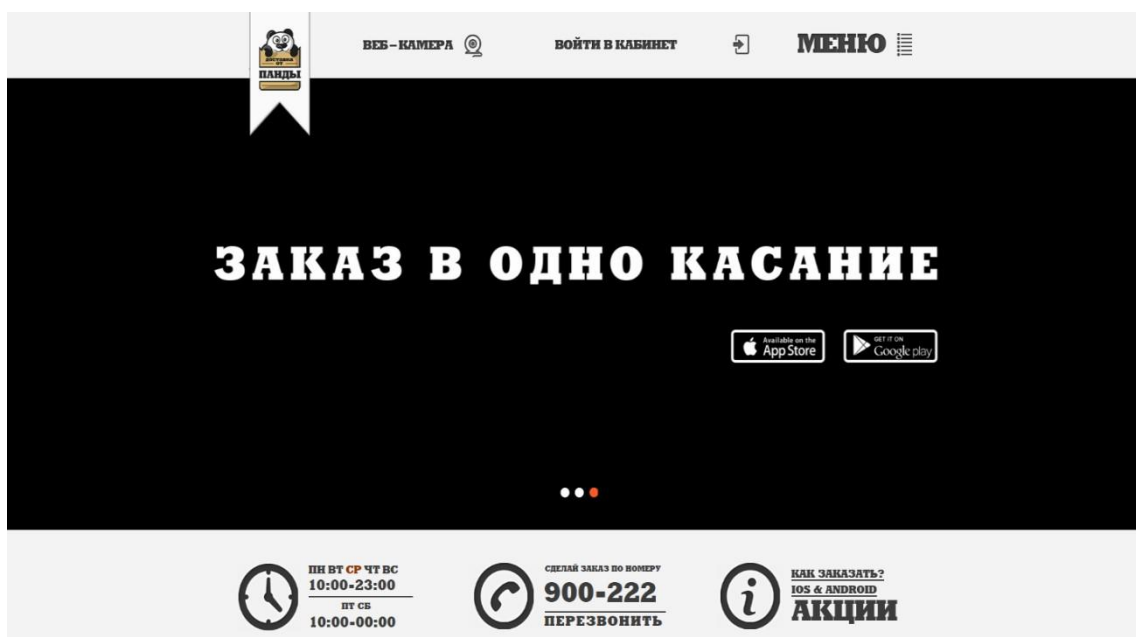 ДОСТАВКА
ОТ
ПАНДЫ
ВЕБ-КАМЕРА
ВОЙТИ В КАБИНЕТ
МЕНЮ
ЗАКАЗ В ОДНО КАСАНИЕ
Available on the
App Store
GET IT ON
Google play
ПН ВТ СР ЧТ ВС
10:00-23:00
ПТ СБ
10:00-00:00
СДЕЛАЙ ЗАКАЗ ПО НОМЕРУ
900-222
ПЕРЕЗВОНИТЬ
КАК ЗАКАЗАТЬ?
IOS & ANDROID
АКЦИИ